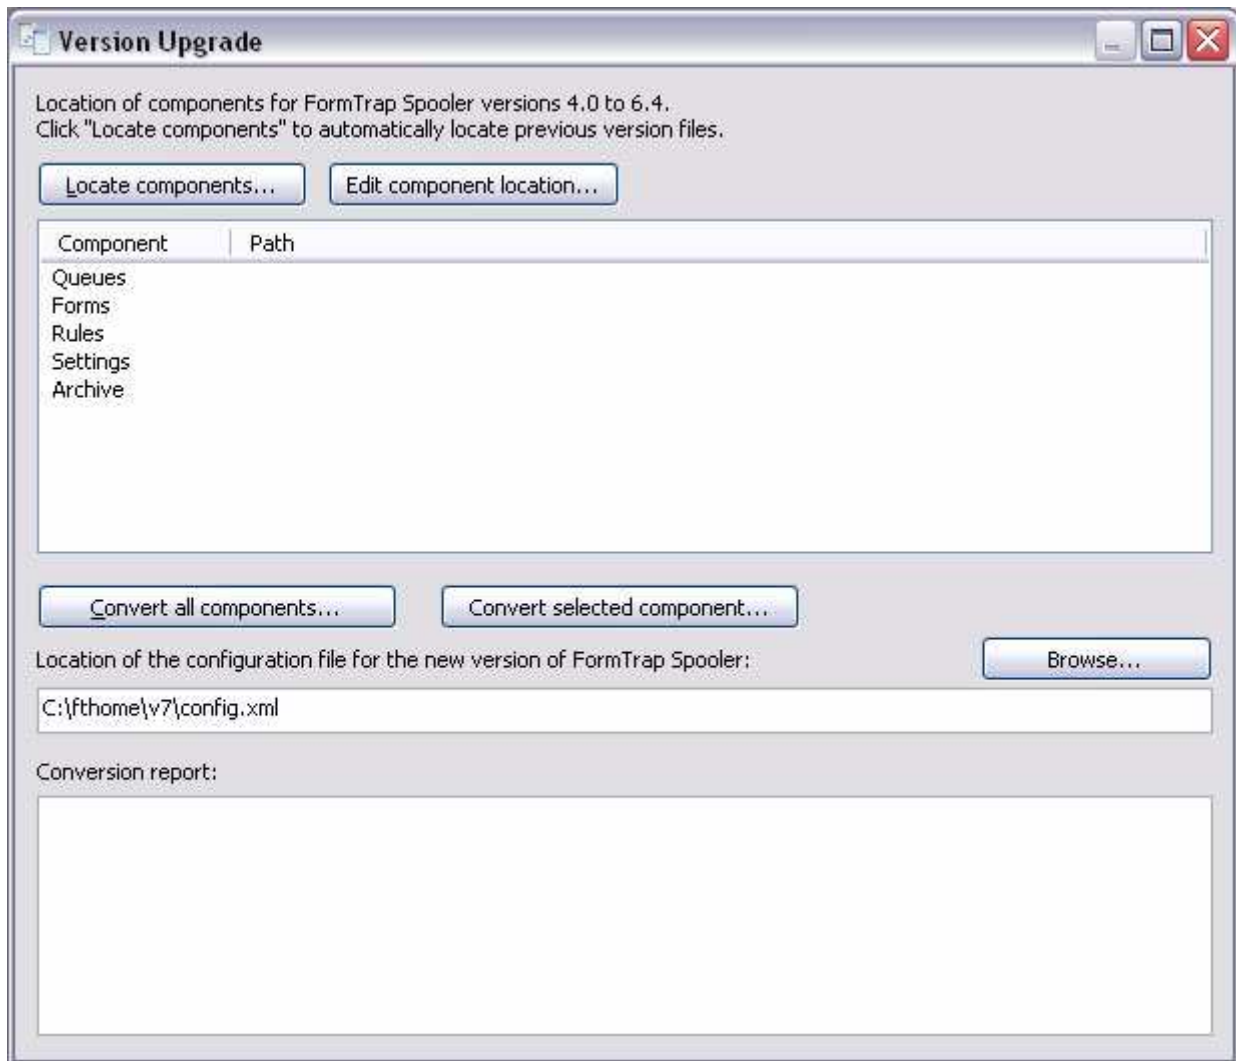 Version Upgrade
Location of components for FormTrap Spooler versions 4.0 to 6.4.
Click "Locate components" to automatically locate previous version files.
Locate components... Edit component location...
Component Path
Queues
Forms
Rules
Settings
Archive
Convert all components... Convert selected component...
Location of the configuration file for the new version of FormTrap Spooler: Browse...
C:\fthome\v7\config.xml
Conversion report: